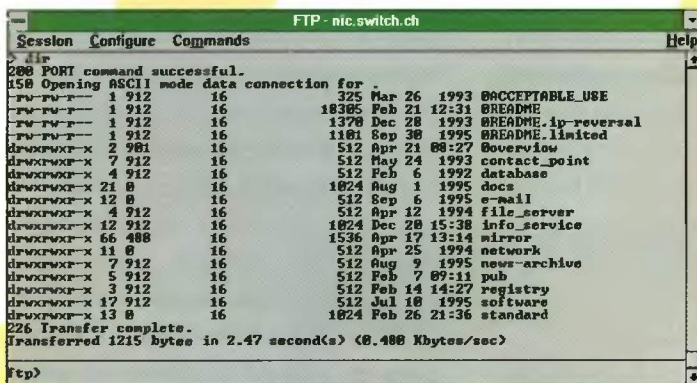 FTP - nic.switch.ch
Session Configure Commands Help
> dir
200 PORT command successful.
150 Opening ASCII mode data connection for .
-rw-rw-r-- 1 912 16 325 Mar 26 1993 0ACCEPTABLE_USE
-rw-rw-r-- 1 912 16 18305 Feb 21 12:31 0README
-rw-rw-r-- 1 912 16 1370 Dec 28 1993 0README.ip-reversal
-rw-rw-r-- 1 912 16 1101 Sep 30 1995 0README.limited
drwxrwxr-x 2 901 16 512 Apr 21 08:27 0overview
drwxrwxr-x 7 912 16 512 May 24 1993 contact_point
drwxrwxr-x 4 912 16 512 Feb 6 1992 database
drwxrwxr-x 21 0 16 1024 Aug 1 1995 docs
drwxrwxr-x 12 0 16 512 Sep 6 1995 e-mail
drwxrwxr-x 4 912 16 512 Apr 12 1994 file_server
drwxrwxr-x 12 912 16 1024 Dec 20 15:38 info_service
drwxrwxr-x 66 488 16 1536 Apr 17 13:14 mirror
drwxrwxr-x 11 0 16 512 Apr 25 1994 network
drwxrwxr-x 7 912 16 512 Aug 9 1995 news-archive
drwxrwxr-x 5 912 16 512 Feb 7 09:11 pub
drwxrwxr-x 3 912 16 512 Feb 14 14:27 registry
drwxrwxr-x 17 912 16 512 Jul 10 1995 software
drwxrwxr-x 13 0 16 1024 Feb 26 21:36 standard
226 Transfer complete.
Transferred 1215 bytes in 2.47 second(s) (0.480 Kbytes/sec)
ftp>